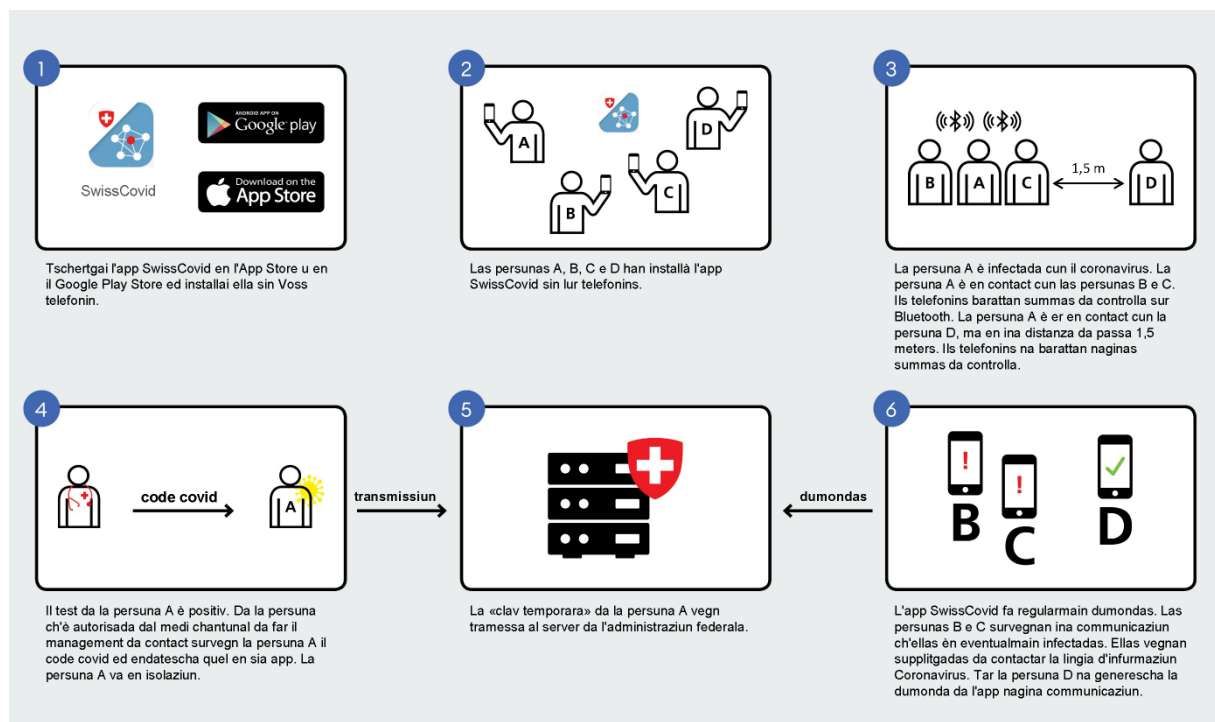 1
SwissCovid
ANDROID APP ON
Google play
Download on the
App Store
Tschertgai l'app SwissCovid en l'App Store u en
il Google Play Store ed installai ella sin Voss
telefonin.
2
A
D
B
C
Las persunas A, B, C e D han installà l'app
SwissCovid sin lur telefonins.
3
B A C 1,5 m D
La persuna A è infectada cun il coronavirus. La
persuna A è en contact cun las persunas B e C.
Ils telefonins barattan summas da controlla sur
Bluetooth. La persuna A è er en contact cun la
persuna D, ma en ina distanza da passa 1,5
meters. Ils telefonins na barattan naginas
summas da controlla.
4
code covid
A
transmissiun
Il test da la persuna A è positiv. Da la persuna
ch'è autorisada dal medi chantunal da far il
management da contact survegn la persuna A il
code covid ed endatescha quel en sia app. La
persuna A va en isolaziun.
5
La «clav temporara» da la persuna A vegn
tramessa al server da l'administraziun federala.
dumondas
6
!
!
B
C
D
L'app SwissCovid fa regularmain dumondas. Las
persunas B e C survegnan ina communicaziun
ch'ellas èn eventualmain infectadas. Ellas vegnan
supplitgadas da contactar la lingia d'infurmaziun
Coronavirus. Tar la persuna D na generescha la
dumonda da l'app nagina communicaziun.